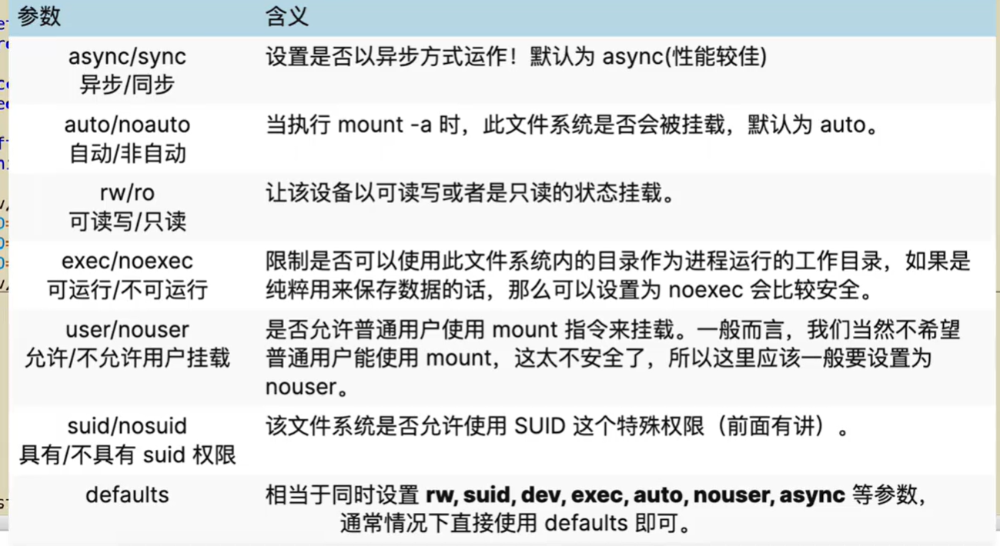 参数 含义
async/sync 设置是否以异步方式运作！默认为 async(性能较佳)
异步/同步
auto/noauto 当执行 mount -a 时，此文件系统是否会被挂载，默认为 auto。
自动/非自动
rw/ro 让该设备以可读写或者是只读的状态挂载。
可读写/只读
exec/noexec 限制是否可以使用此文件系统内的目录作为进程运行的工作目录，如果是
可运行/不可运行 纯粹用来保存数据的话，那么可以设置为 noexec 会比较安全。
user/nouser 是否允许普通用户使用 mount 指令来挂载。一般而言，我们当然不希望
允许/不允许用户挂载 普通用户能使用 mount，这太不安全了，所以这里应该一般要设置为
nouser。
suid/nosuid 该文件系统是否允许使用 SUID 这个特殊权限（前面有讲）。
具有/不具有 suid 权限
defaults 相当于同时设置 rw, suid, dev, exec, auto, nouser, async 等参数，
通常情况下直接使用 defaults 即可。